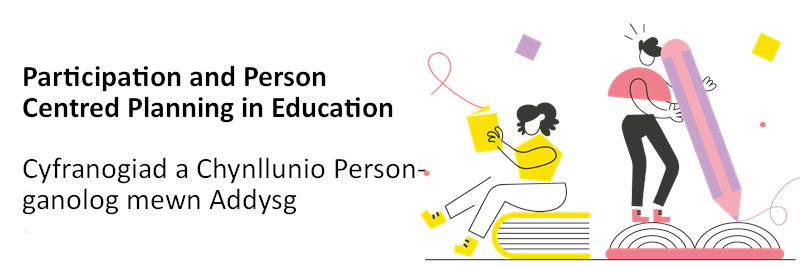 Participation and Person
Centred Planning in Education
Cyfranogiad a Chynllunio Person-
ganolog mewn Addysg